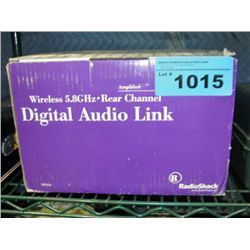 Lot #
1015
Amplified
Wireless 5.8GHz • Rear Channel
Digital Audio Link
RadioShack